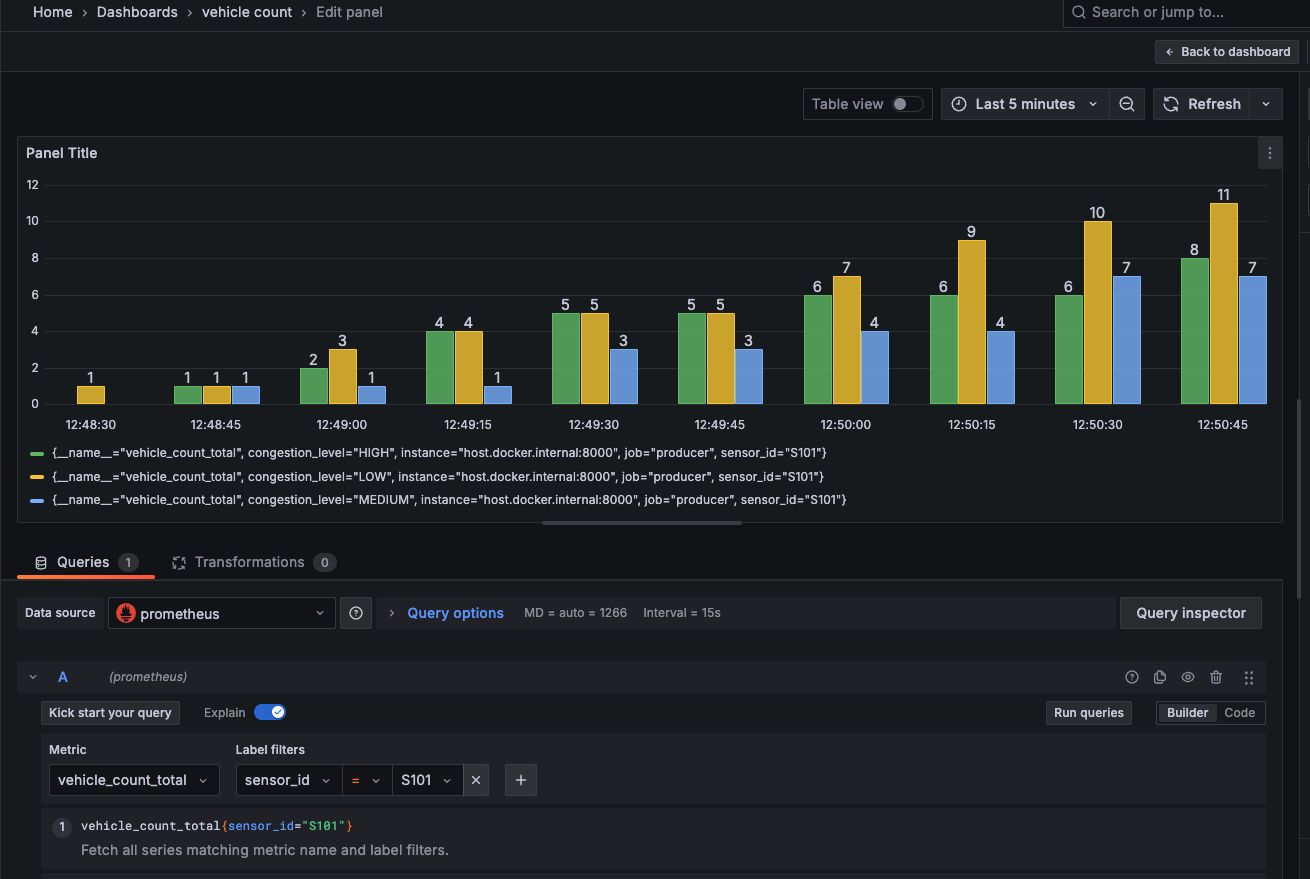 Home › Dashboards › vehicle count › Edit panel
Search or jump to...
← Back to dashboard
Table view
Last 5 minutes
Refresh
Panel Title
12
10
8
6
4
2
0
1
1 1 1
2 3 1
4 4 1
5 5 3
5 5 3
6 7 4
6 9 4
6 10 7
8 11 7
12:48:30 12:48:45 12:49:00 12:49:15 12:49:30 12:49:45 12:50:00 12:50:15 12:50:30 12:50:45
{__name__="vehicle_count_total", congestion_level="HIGH", instance="host.docker.internal:8000", job="producer", sensor_id="S101"}
{__name__="vehicle_count_total", congestion_level="LOW", instance="host.docker.internal:8000", job="producer", sensor_id="S101"}
{__name__="vehicle_count_total", congestion_level="MEDIUM", instance="host.docker.internal:8000", job="producer", sensor_id="S101"}
Queries 1 Transformations 0
Data source prometheus Query options MD = auto = 1266 Interval = 15s Query inspector
A (prometheus)
Kick start your query Explain Run queries Builder Code
Metric Label filters
vehicle_count_total sensor_id = S101
1 vehicle_count_total{sensor_id="S101"}
Fetch all series matching metric name and label filters.